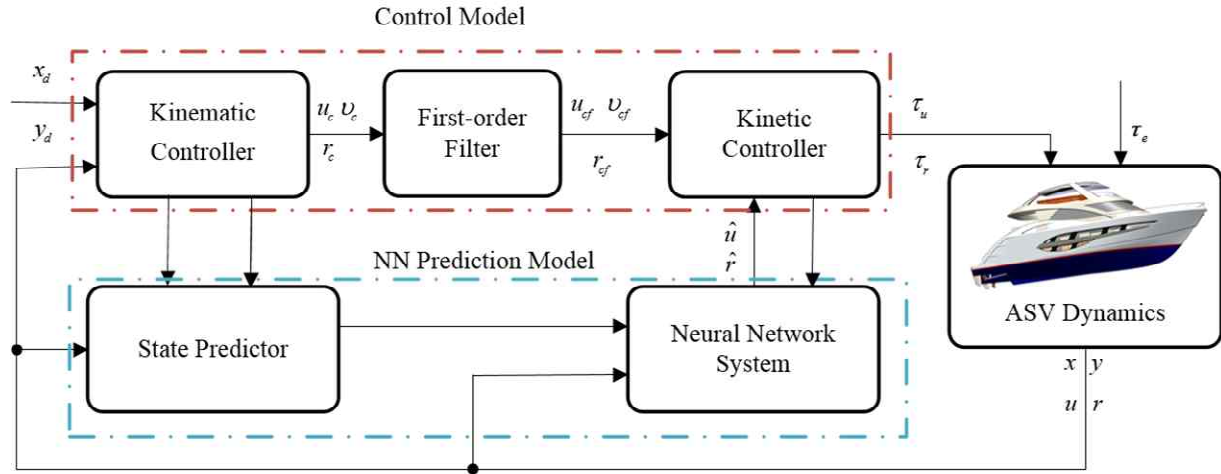 Control Model
x_d
y_d
Kinematic
Controller
u_c υ_c
r_c
First-order
Filter
u_cf υ_cf
r_cf
Kinetic
Controller
τ_u
τ_r
τ_e
û
r̂
NN Prediction Model
State Predictor
Neural Network
System
ASV Dynamics
x y
u r